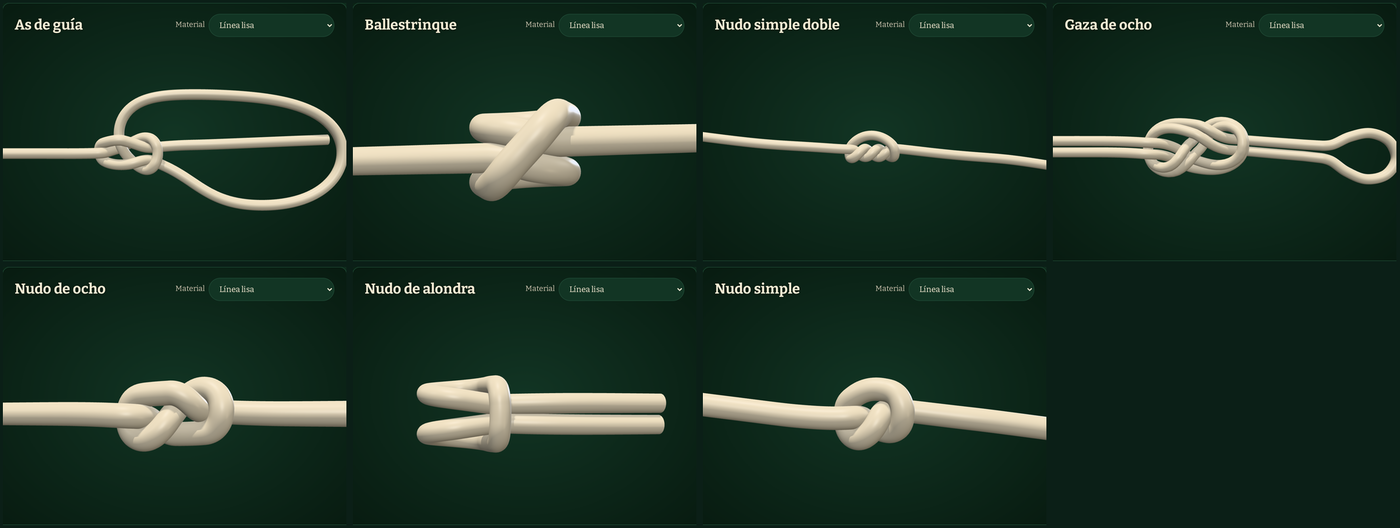 As de guía
Material Línea lisa
Ballestrinque
Material Línea lisa
Nudo simple doble
Material Línea lisa
Gaza de ocho
Material Línea lisa
Nudo de ocho
Material Línea lisa
Nudo de alondra
Material Línea lisa
Nudo simple
Material Línea lisa